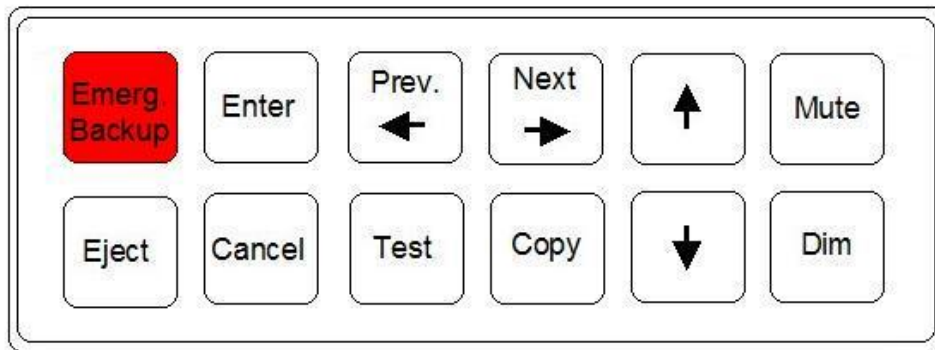 Emerg.
Backup
Enter
Prev.
Next
Mute
Eject
Cancel
Test
Copy
Dim